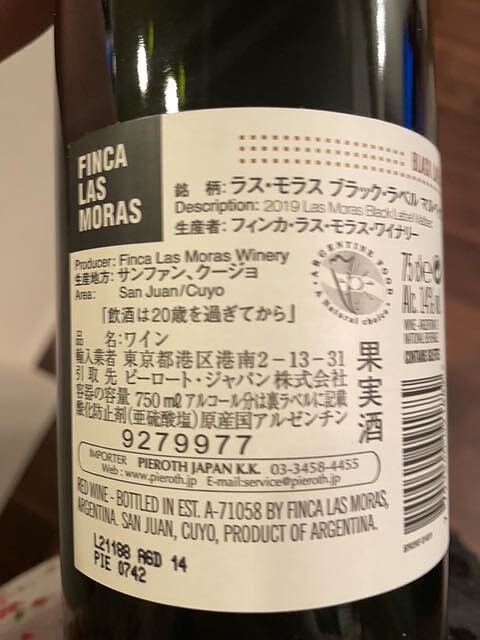 FINCA
LAS
MORAS
銘 柄: ラス・モラス ブラック・ラベル マルベ
Description: 2019 Las Moras Black Label Malbec
生産者: フィンカ・ラス・モラス・ワイナリー
Producer: Finca Las Moras Winery
生産地方: サンファン、クージョ
Area: San Juan/Cuyo
「飲酒は20歳を過ぎてから」
品 名:ワイン
輸入業者 東京都港区港南2-13-31
引取先 ピーロート・ジャパン株式会社
容器の容量 750mℓ アルコール分は裏ラベルに記載
酸化防止剤(亜硫酸塩)原産国アルゼンチン
果実酒
9279977
IMPORTER PIEROTH JAPAN K.K. 03-3458-4455
Web : www.pieroth.jp E-mail:service@pieroth.jp
RED WINE - BOTTLED IN EST. A-71058 BY FINCA LAS MORAS,
ARGENTINA. SAN JUAN, CUYO, PRODUCT OF ARGENTINA.
L21188 A6D 14
PIE 0742
ARGENTINE FOOD
A Natural choice
75 cl e
Alc. 14%